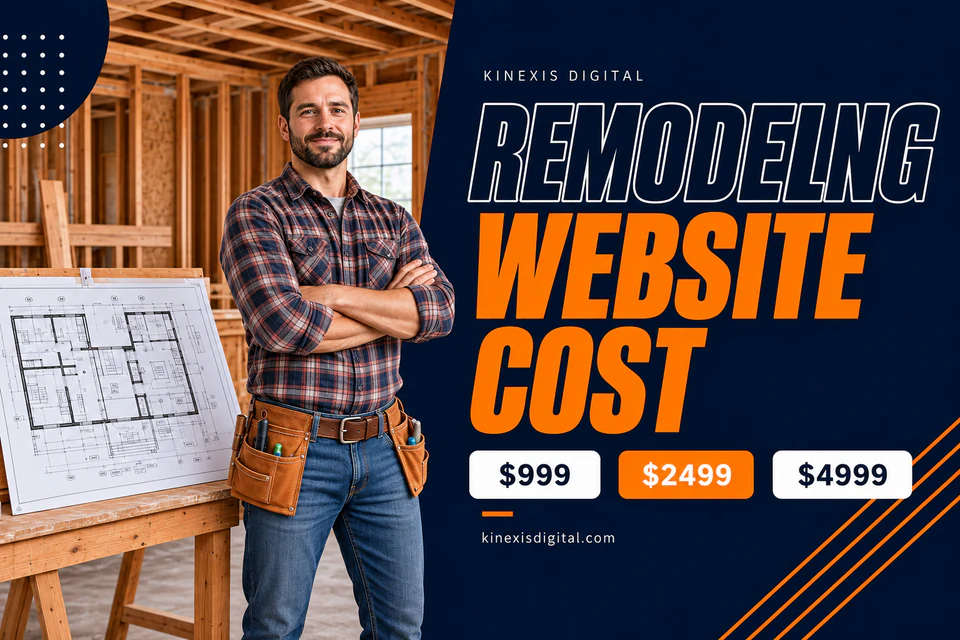 KINEXIS DIGITAL
REMODELNG
WEBSITE
COST
$999 $2499 $4999
kinexisdigital.com